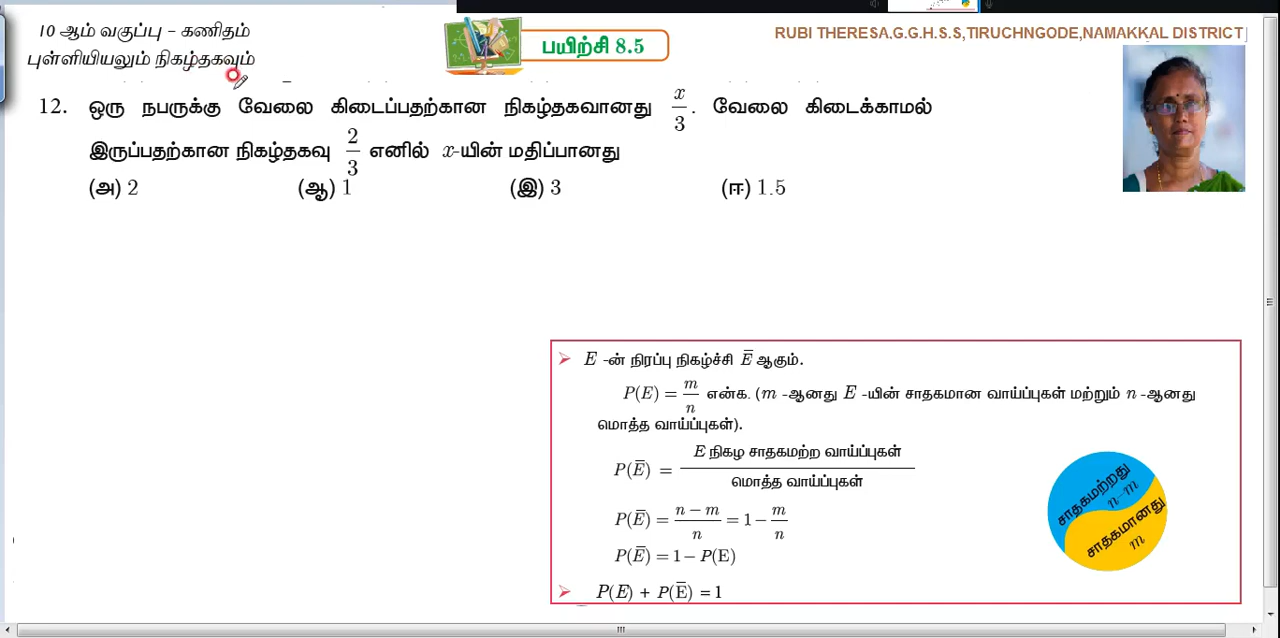 10 ஆம் வகுப்பு - கணிதம்
புள்ளியியலும் நிகழ்தகவும்
பயிற்சி 8.5
RUBI THERESA,G.G.H.S.S,TIRUCHNGODE,NAMAKKAL DISTRICT
12. ஒரு நபருக்கு வேலை கிடைப்பதற்கான நிகழ்தகவானது x/3. வேலை கிடைக்காமல்
இருப்பதற்கான நிகழ்தகவு 2/3 எனில் x-யின் மதிப்பானது
(அ) 2 (ஆ) 1 (இ) 3 (ஈ) 1.5
E -ன் நிரப்பு நிகழ்ச்சி E̅ ஆகும்.
P(E) = m/n என்க. (m -ஆனது E -யின் சாதகமான வாய்ப்புகள் மற்றும் n -ஆனது
மொத்த வாய்ப்புகள்).
P(E̅) = E நிகழ சாதகமற்ற வாய்ப்புகள்
மொத்த வாய்ப்புகள்
P(E̅) = n − m/n = 1 − m/n
P(E̅) = 1 − P(E)
P(E) + P(E̅) = 1
சாதகமற்றது
n−m
சாதகமானது
m